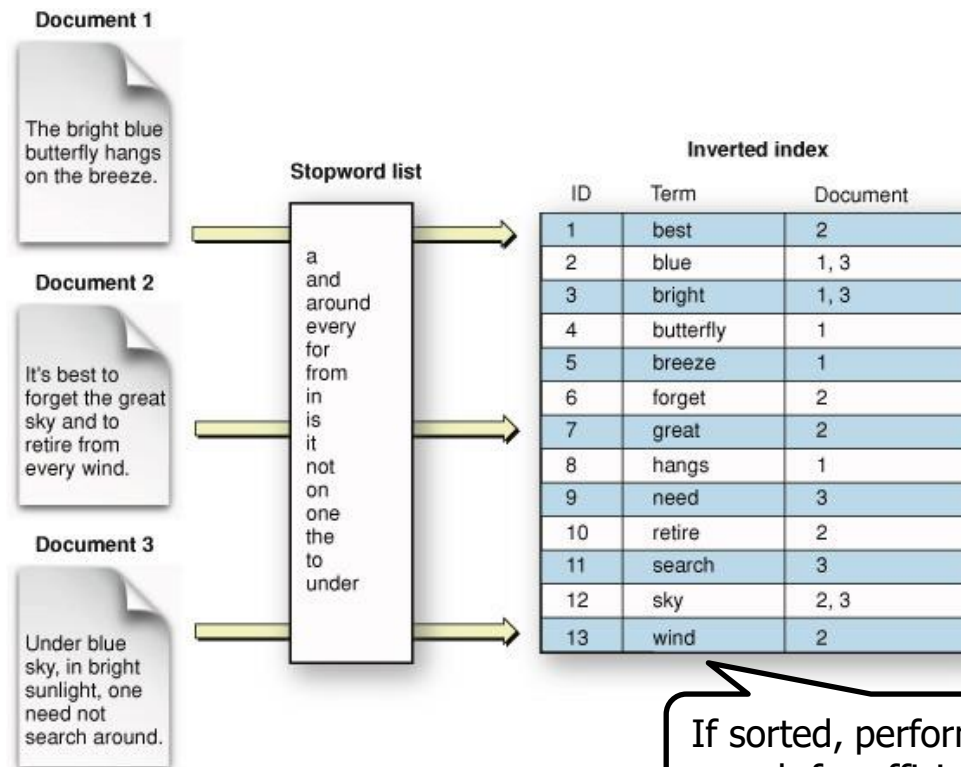 Document 1
The bright blue
butterfly hangs
on the breeze.
Document 2
It's best to
forget the great
sky and to
retire from
every wind.
Document 3
Under blue
sky, in bright
sunlight, one
need not
search around.
Stopword list
a
and
around
every
for
from
in
is
it
not
on
one
the
to
under
Inverted index
ID Term Document
1 best 2
2 blue 1, 3
3 bright 1, 3
4 butterfly 1
5 breeze 1
6 forget 2
7 great 2
8 hangs 1
9 need 3
10 retire 2
11 search 3
12 sky 2, 3
13 wind 2
If sorted, perform